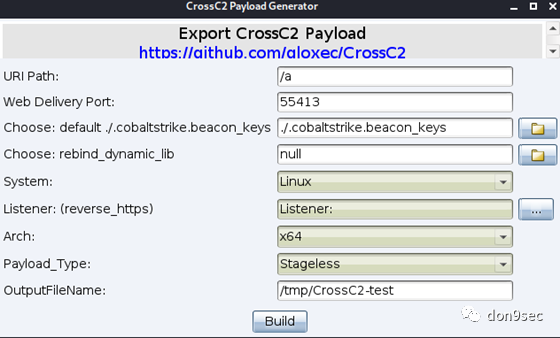 CrossC2 Payload Generator
Export CrossC2 Payload
https://github.com/gloxec/CrossC2
URI Path: /a
Web Delivery Port: 55413
Choose: default ./.cobaltstrike.beacon_keys ./.cobaltstrike.beacon_keys
Choose: rebind_dynamic_lib null
System: Linux
Listener: (reverse_https) Listener: ...
Arch: x64
Payload_Type: Stageless
OutputFileName: /tmp/CrossC2-test
don9sec
Build